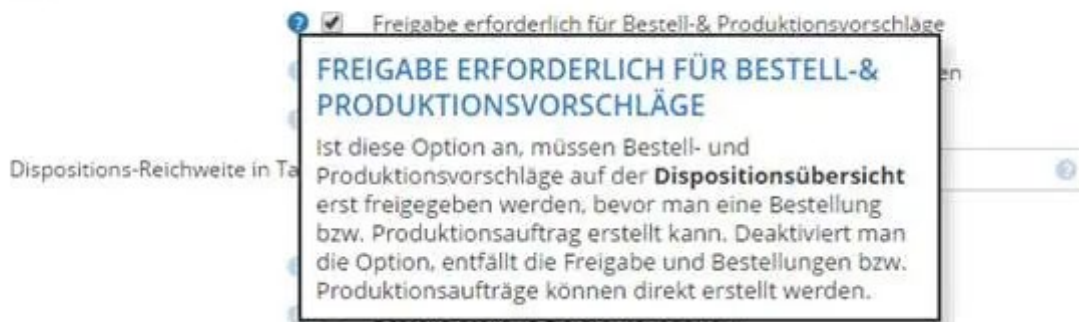 Freigabe erforderlich für Bestell-& Produktionsvorschläge
FREIGABE ERFORDERLICH FÜR BESTELL-&
PRODUKTIONSVORSCHLÄGE
en
Ist diese Option an, müssen Bestell- und
Dispositions-Reichweite in Ta
Produktionsvorschläge auf der Dispositionsübersicht
erst freigegeben werden, bevor man eine Bestellung
bzw. Produktionsauftrag erstellt kann. Deaktiviert man
die Option, entfällt die Freigabe und Bestellungen bzw.
Produktionsaufträge können direkt erstellt werden.